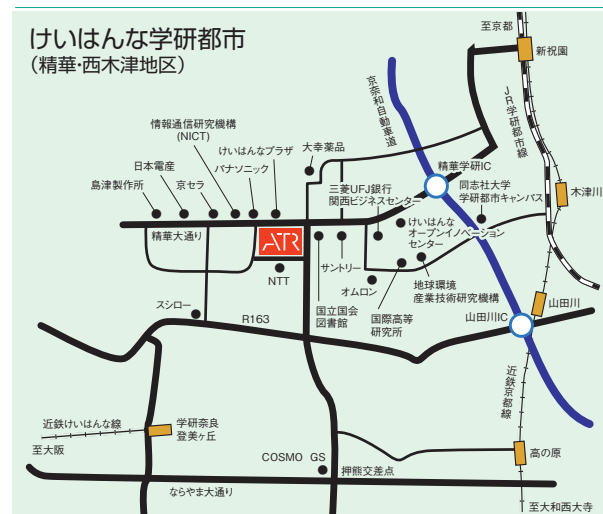 けいはんな学研都市
（精華・西木津地区）
至京都
新祝園
京奈和自動車道
JR学研都市線
情報通信研究機構
（NICT）
大幸薬品
けいはんなプラザ
日本電産
パナソニック
島津製作所
京セラ
精華学研IC
三菱UFJ銀行
関西ビジネスセンター
同志社大学
学研都市キャンパス
木津川
精華大通り
ATR
けいはんな
オープンイノベーション
センター
サントリー
NTT
オムロン
地球環境
産業技術研究機構
国立国会
図書館
国際高等
研究所
スシロー
R163
山田川
山田川IC
近鉄京都線
近鉄けいはんな線
学研奈良
登美ヶ丘
至大阪
COSMO GS
押熊交差点
高の原
ならやま大通り
至大和西大寺